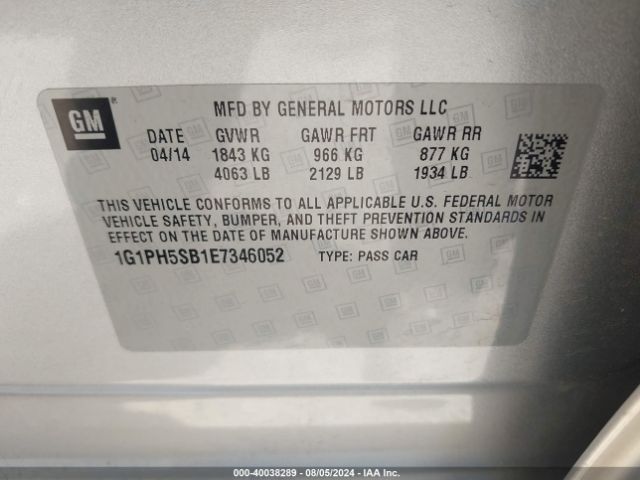 GM
MFD BY GENERAL MOTORS LLC
DATE GVWR GAWR FRT GAWR RR
04/14 1843 KG 966 KG 877 KG
4063 LB 2129 LB 1934 LB
THIS VEHICLE CONFORMS TO ALL APPLICABLE U.S. FEDERAL MOTOR
VEHICLE SAFETY, BUMPER, AND THEFT PREVENTION STANDARDS IN
EFFECT ON THE DATE OF MANUFACTURE SHOWN ABOVE.
1G1PH5SB1E7346052 TYPE: PASS CAR
000-40038289 - 08/05/2024 - IAA Inc.